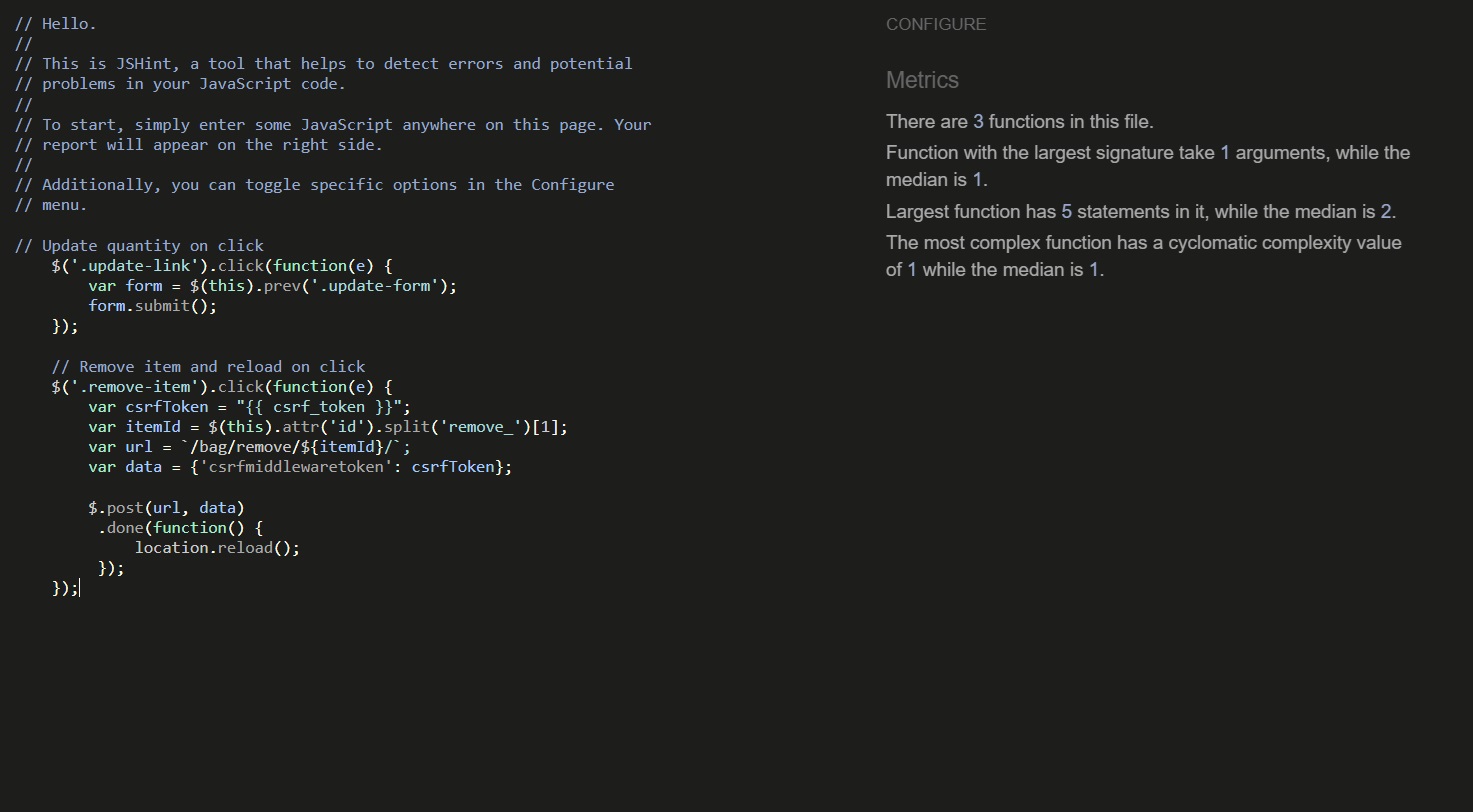 // Hello.
//
// This is JSHint, a tool that helps to detect errors and potential
// problems in your JavaScript code.
//
// To start, simply enter some JavaScript anywhere on this page. Your
// report will appear on the right side.
//
// Additionally, you can toggle specific options in the Configure
// menu.

// Update quantity on click
    $('.update-link').click(function(e) {
        var form = $(this).prev('.update-form');
        form.submit();
    });

    // Remove item and reload on click
    $('.remove-item').click(function(e) {
        var csrfToken = "{{ csrf_token }}";
        var itemId = $(this).attr('id').split('remove_')[1];
        var url = `/bag/remove/${itemId}/`;
        var data = {'csrfmiddlewaretoken': csrfToken};

        $.post(url, data)
         .done(function() {
             location.reload();
         });
    });
CONFIGURE
Metrics
There are 3 functions in this file.
Function with the largest signature take 1 arguments, while the
median is 1.
Largest function has 5 statements in it, while the median is 2.
The most complex function has a cyclomatic complexity value
of 1 while the median is 1.